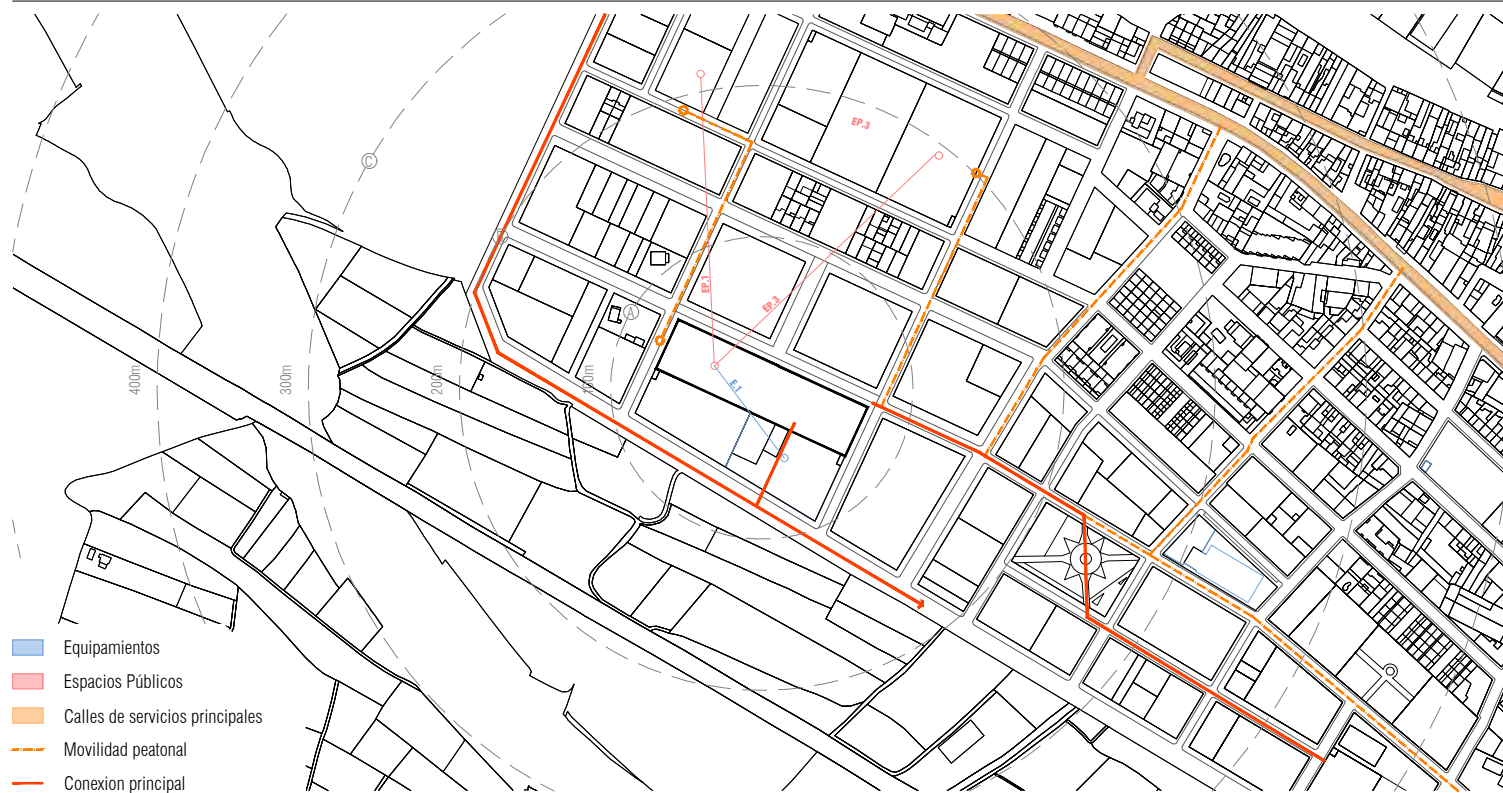 EP.3
C
B
A
EP.1
EP.3
E.1
400m
300m
200m
100m
Equipamientos
Espacios Públicos
Calles de servicios principales
Movilidad peatonal
Conexion principal